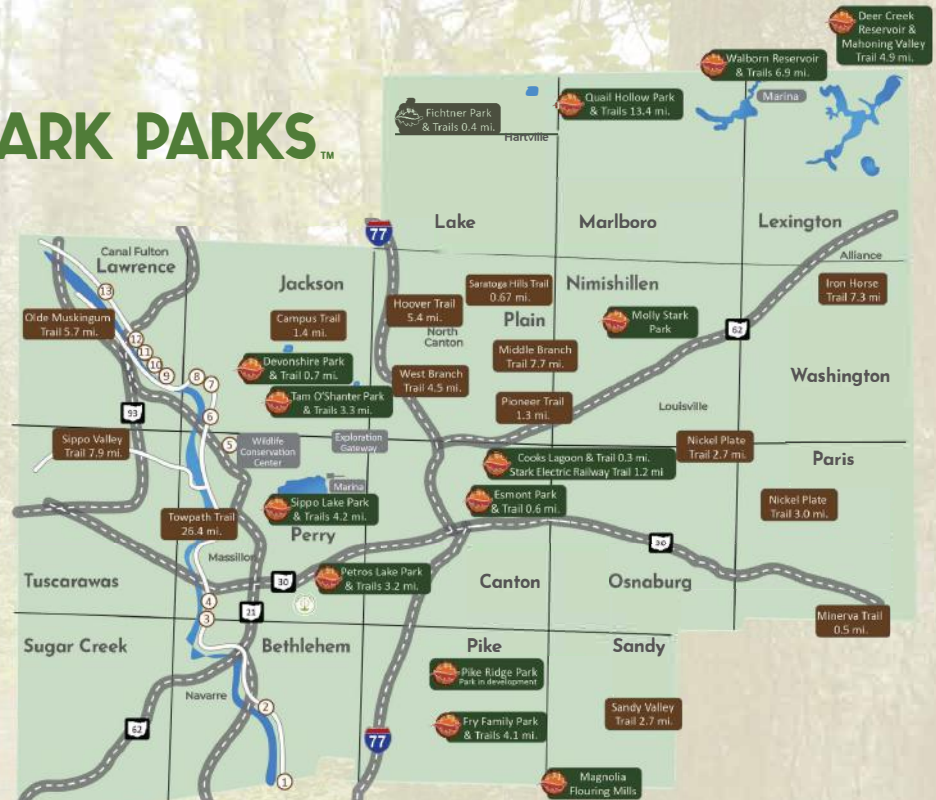 ARK PARKS™
Deer Creek
Reservoir &
Mahoning Valley
Trail 4.9 mi.
Walborn Reservoir
& Trails 6.9 mi.
Marina
Quail Hollow Park
& Trails 13.4 mi.
Fichtner Park
& Trails 0.4 mi.
Hartville
Lake
Marlboro
Lexington
77
Canal Fulton
Lawrence
Alliance
Jackson
Saratoga Hills Trail
0.67 mi.
Nimishillen
Iron Horse
Trail 7.3 mi
13
Hoover Trail
5.4 mi.
Olde Muskingum
Trail 5.7 mi.
Campus Trail
1.4 mi.
Plain
Molly Stark
Park
North
Canton
62
12
11
10
9
8
7
6
Middle Branch
Trail 7.7 mi.
Devonshire Park
& Trail 0.7 mi.
West Branch
Trail 4.5 mi.
Washington
Tam O'Shanter Park
& Trails 3.3 mi.
Pioneer Trail
1.3 mi.
Louisville
93
Sippo Valley
Trail 7.9 mi.
5
Wildlife
Conservation
Center
Exploration
Gateway
Nickel Plate
Trail 2.7 mi.
Cooks Lagoon & Trail 0.3 mi.
Stark Electric Railway Trail 1.2 mi
Paris
Marina
Sippo Lake Park
& Trails 4.2 mi.
Esmont Park
& Trail 0.6 mi.
Nickel Plate
Trail 3.0 mi.
Towpath Trail
26.4 mi.
Perry
30
Massillon
Tuscarawas
30
Petros Lake Park
& Trails 3.2 mi.
Canton
Osnaburg
4
3
21
Minerva Trail
0.5 mi.
Sugar Creek
Bethlehem
Pike
Sandy
Pike Ridge Park
Park in development
Navarre
2
Sandy Valley
Trail 2.7 mi.
62
Fry Family Park
& Trails 4.1 mi.
77
1
Magnolia
Flouring Mills